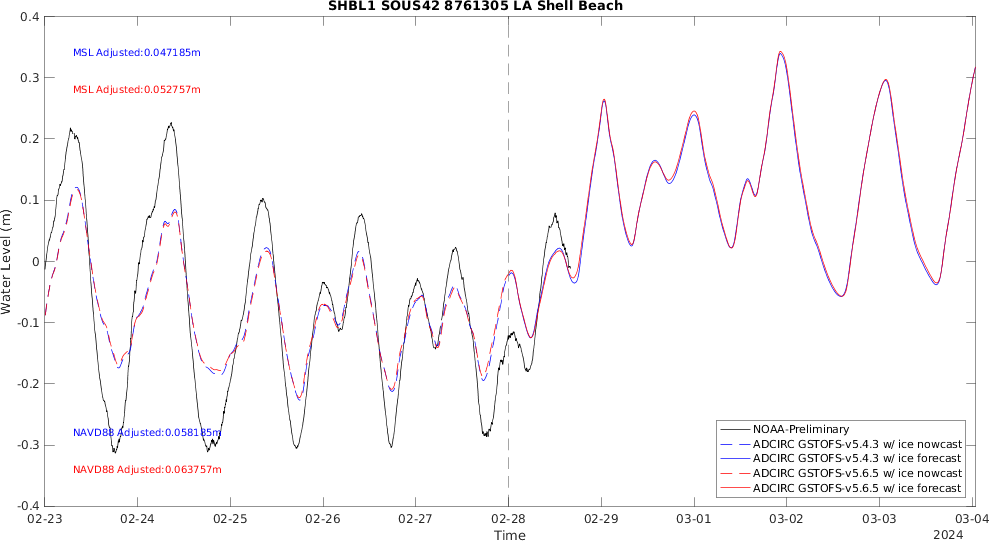 SHBL1 SOUS42 8761305 LA Shell Beach
0.4
0.3
0.2
0.1
0
-0.1
-0.2
-0.3
-0.4
Water Level (m)
MSL Adjusted:0.047185m
MSL Adjusted:0.052757m
NAVD88 Adjusted:0.058185m
NAVD88 Adjusted:0.063757m
NOAA-Preliminary
ADCIRC GSTOFS-v5.4.3 w/ ice nowcast
ADCIRC GSTOFS-v5.4.3 w/ ice forecast
ADCIRC GSTOFS-v5.6.5 w/ ice nowcast
ADCIRC GSTOFS-v5.6.5 w/ ice forecast
02-23 02-24 02-25 02-26 02-27 02-28 02-29 03-01 03-02 03-03 03-04
Time
2024